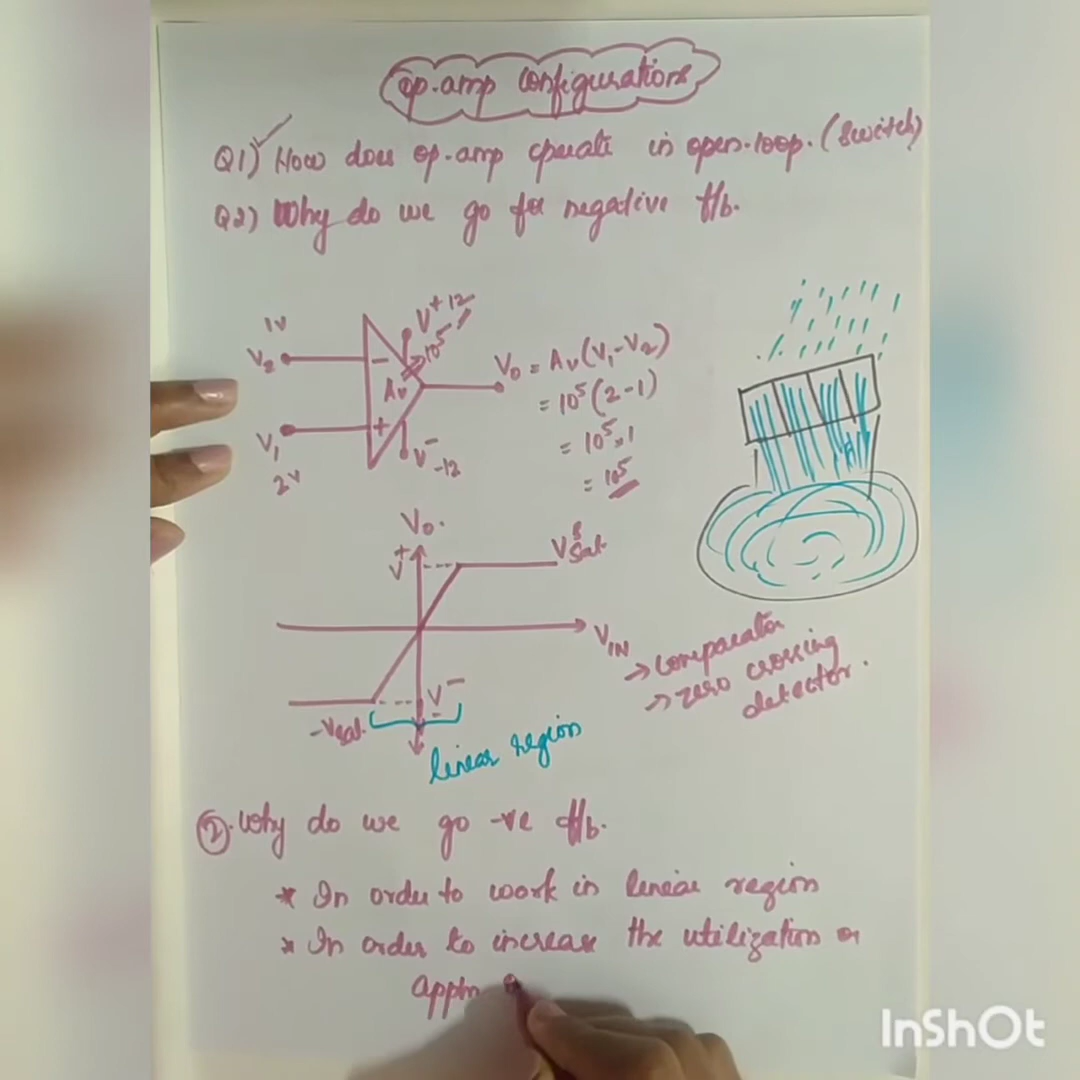 op-amp configurations
Q1) How does op-amp operate in open-loop. (Switch)
Q2) Why do we go for negative f/b.
1V
V2
V+ +12
10⁵
Av
-
+
V1
2V
V- -12
Vo = Av (V1 - V2)
= 10⁵ (2-1)
= 10⁵ × 1
= 10⁵
Vo.
V+
Vsat.
VIN
-Vsat.
V-
linear region
→ comparator
→ zero crossing
detector.
②. Why do we go -ve f/b.
* In order to work in linear region
* In order to increase the utilization or
appln
InShOt